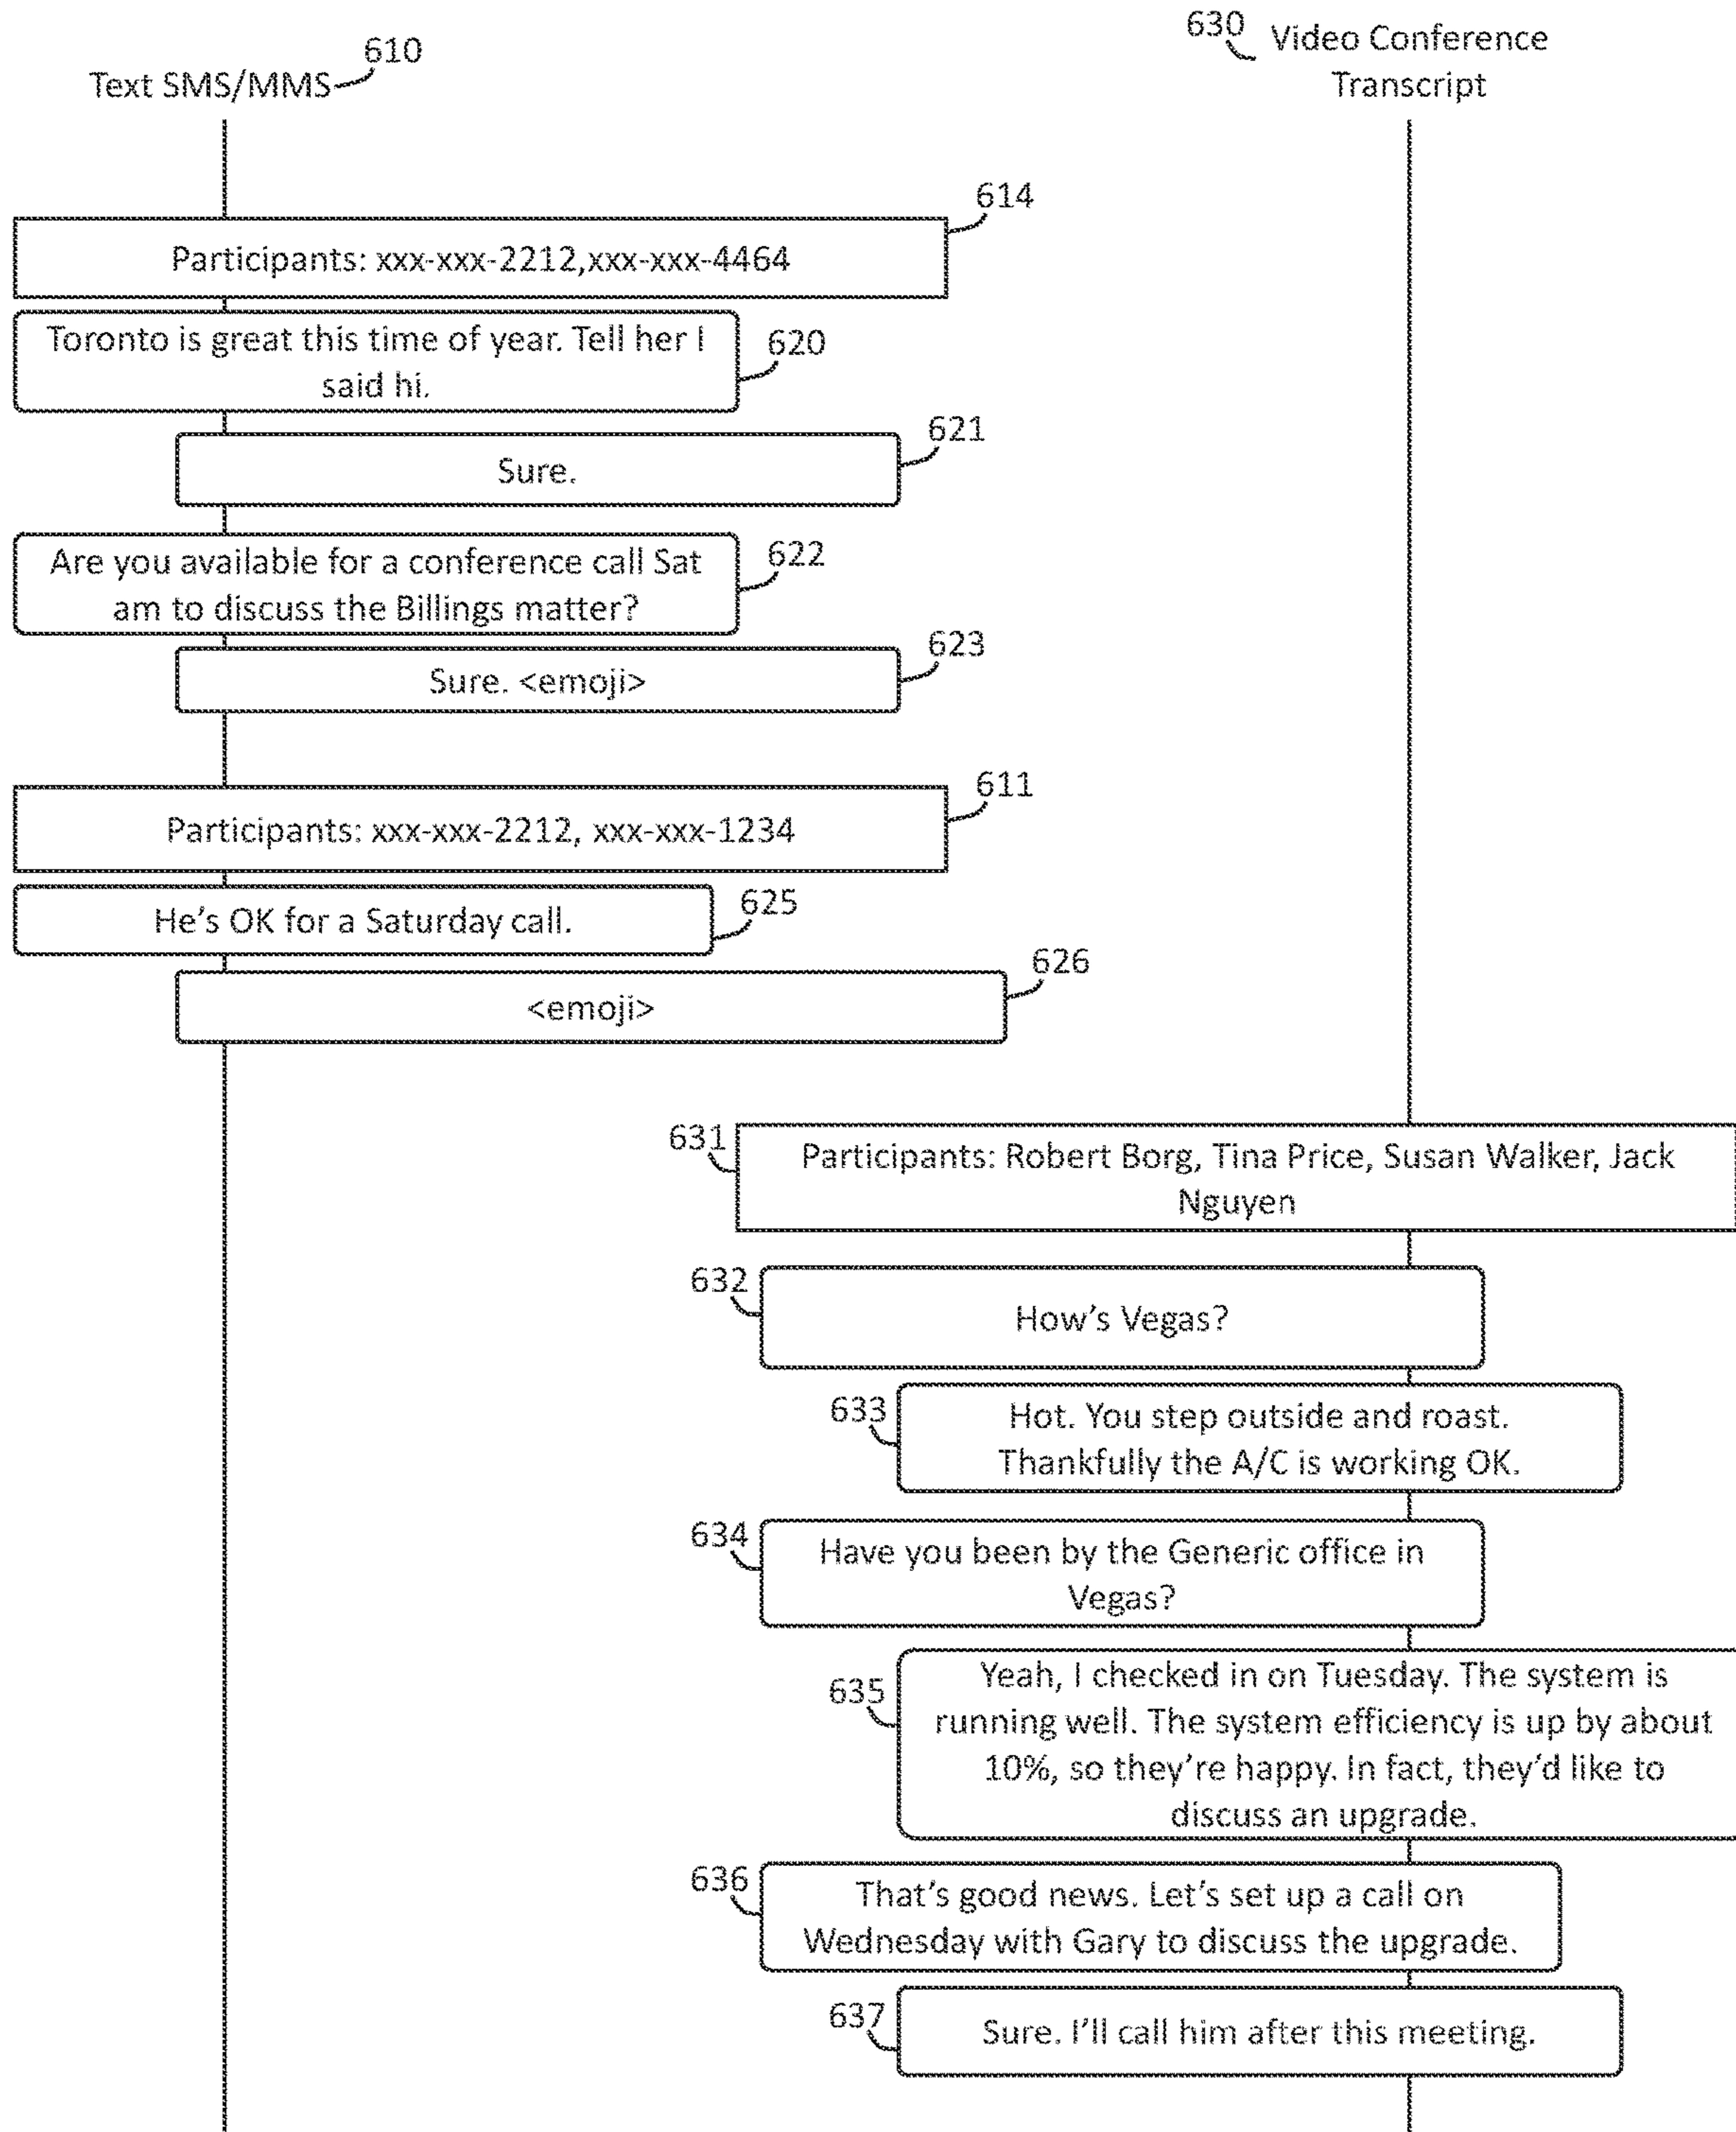 610
Text SMS/MMS
630
Video Conference
Transcript
614
Participants: xxx-xxx-2212,xxx-xxx-4464
Toronto is great this time of year. Tell her I
said hi.
620
621
Sure.
Are you available for a conference call Sat
am to discuss the Billings matter?
622
623
Sure. <emoji>
611
Participants: xxx-xxx-2212, xxx-xxx-1234
He's OK for a Saturday call.
625
626
<emoji>
631
Participants: Robert Borg, Tina Price, Susan Walker, Jack
Nguyen
632
How's Vegas?
633
Hot. You step outside and roast.
Thankfully the A/C is working OK.
634
Have you been by the Generic office in
Vegas?
635
Yeah, I checked in on Tuesday. The system is
running well. The system efficiency is up by about
10%, so they're happy. In fact, they'd like to
discuss an upgrade.
636
That's good news. Let's set up a call on
Wednesday with Gary to discuss the upgrade.
637
Sure. I'll call him after this meeting.